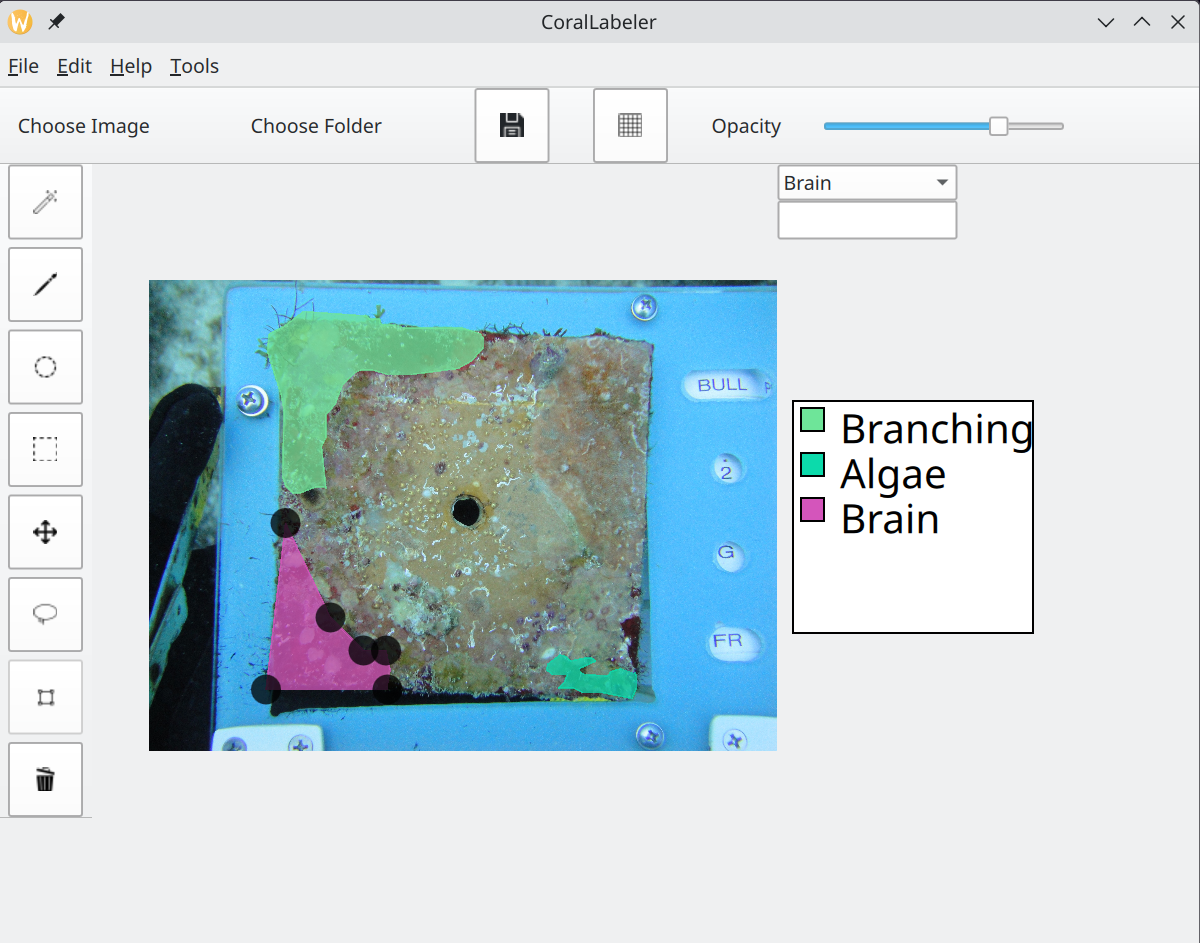 CoralLabeler
File Edit Help Tools
Choose Image Choose Folder Opacity
Brain
BULL
2
G
FR
Branching
Algae
Brain